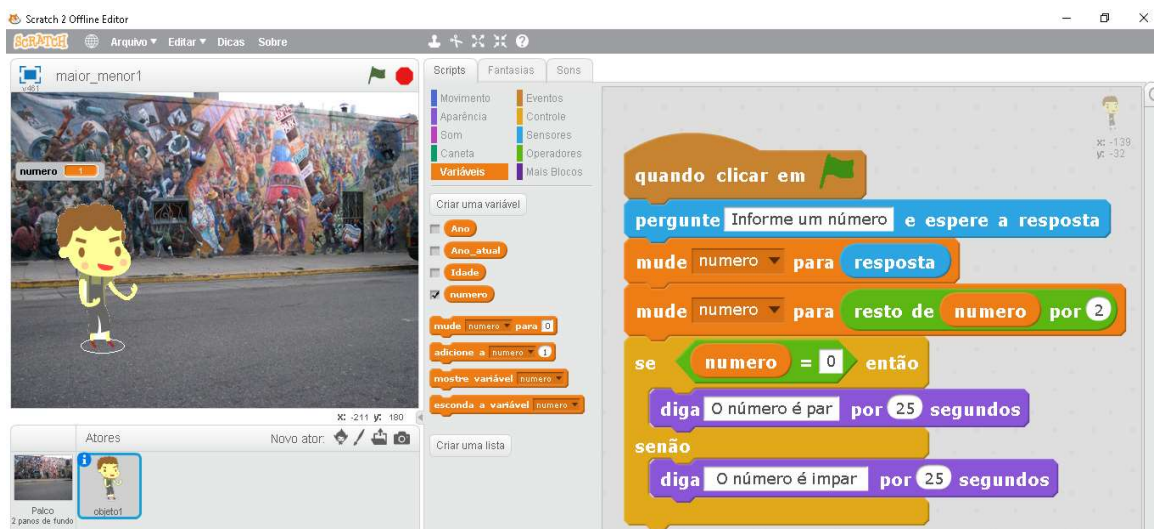 Scratch 2 Offline Editor
SCRATCH Arquivo Editar Dicas Sobre
maior_menor1
v461
numero 1
X: -211 y: 180
Atores Novo ator:
Palco
2 panos de fundo
objeto1
Scripts Fantasias Sons
Movimento Eventos
Aparência Controle
Som Sensores
Caneta Operadores
Variáveis Mais Blocos
Criar uma variável
Ano
Ano_atual
Idade
numero
mude numero para 0
adicione a numero 1
mostre variável numero
esconda a variável numero
Criar uma lista
x: -139
y: -32
quando clicar em
pergunte Informe um número e espere a resposta
mude numero para resposta
mude numero para resto de numero por 2
se numero = 0 então
diga O número é par por 25 segundos
senão
diga O número é impar por 25 segundos